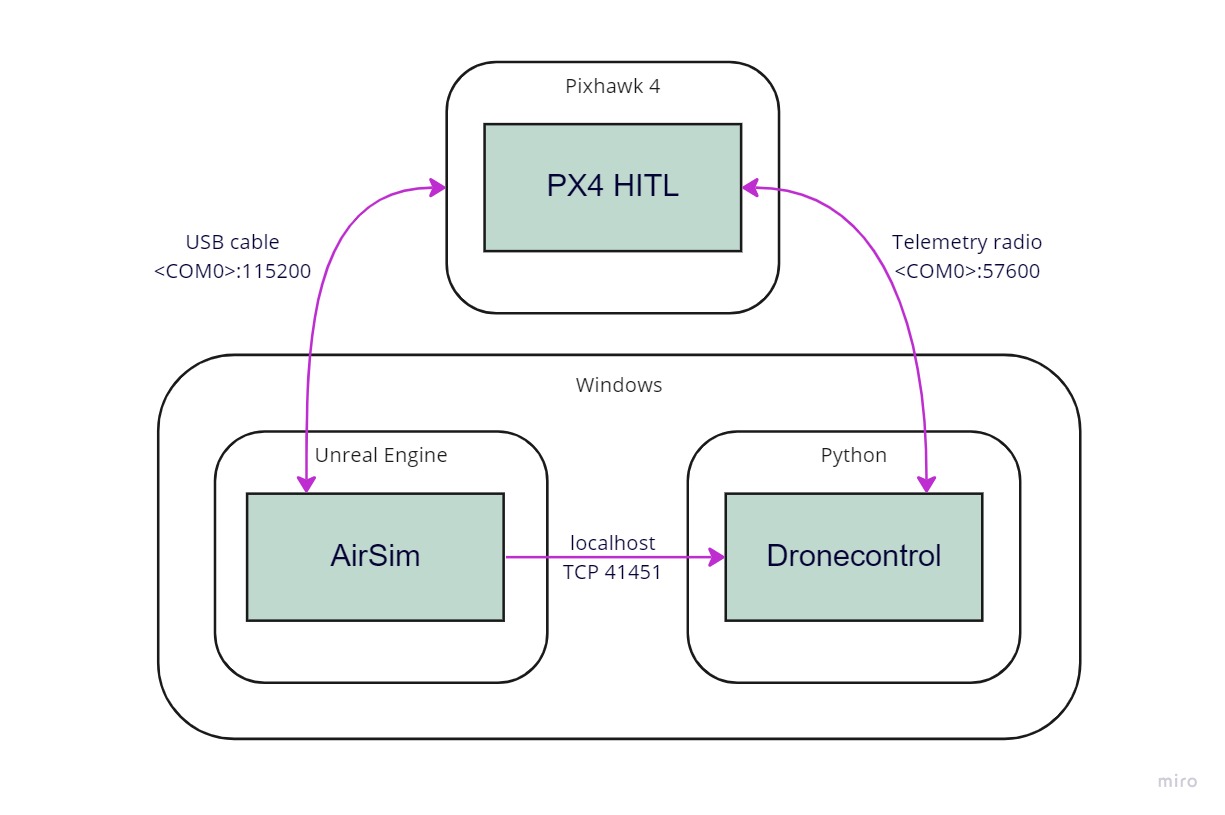 Pixhawk 4
PX4 HITL
USB cable
<COM0>:115200
Telemetry radio
<COM0>:57600
Windows
Unreal Engine
Python
AirSim
localhost
TCP 41451
Dronecontrol
miro